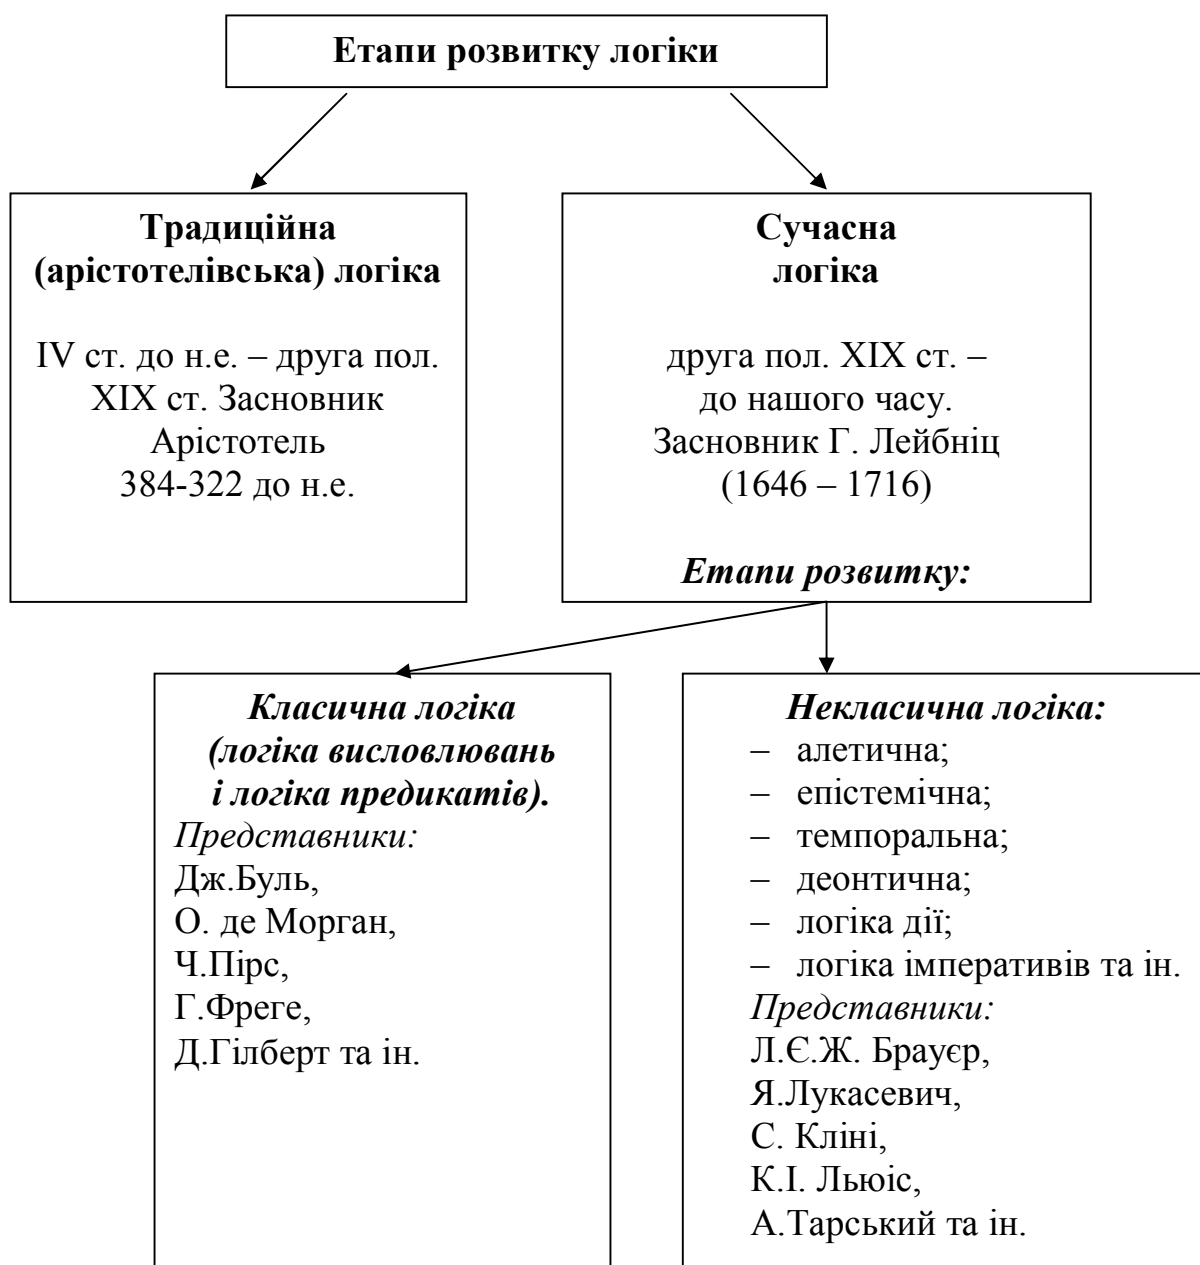 Етапи розвитку логіки
Традиційна
(арістотелівська) логіка
IV ст. до н.е. – друга пол.
XIX ст. Засновник
Арістотель
384-322 до н.е.
Сучасна
логіка
друга пол. XIX ст. –
до нашого часу.
Засновник Г. Лейбніц
(1646 – 1716)
Етапи розвитку:
Класична логіка
(логіка висловлювань
і логіка предикатів).
Представники:
Дж.Буль,
О. де Морган,
Ч.Пірс,
Г.Фреге,
Д.Гілберт та ін.
Некласична логіка:
– алетична;
– епістемічна;
– темпоральна;
– деонтична;
– логіка дії;
– логіка імперативів та ін.
Представники:
Л.Є.Ж. Брауєр,
Я.Лукасевич,
С. Кліні,
К.І. Льюіс,
А.Тарський та ін.